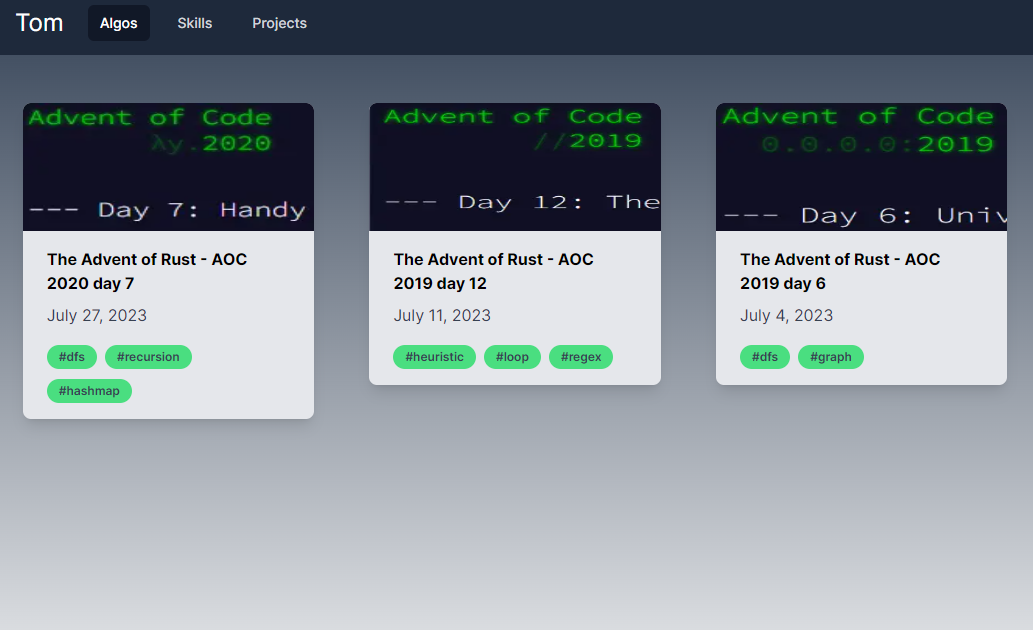 Tom Algos Skills Projects
Advent of Code
λy.2020
--- Day 7: Handy
The Advent of Rust - AOC
2020 day 7
July 27, 2023
#dfs #recursion
#hashmap
Advent of Code
//2019
--- Day 12: The
The Advent of Rust - AOC
2019 day 12
July 11, 2023
#heuristic #loop #regex
Advent of Code
0.0.0.0:2019
--- Day 6: Univ
The Advent of Rust - AOC
2019 day 6
July 4, 2023
#dfs #graph